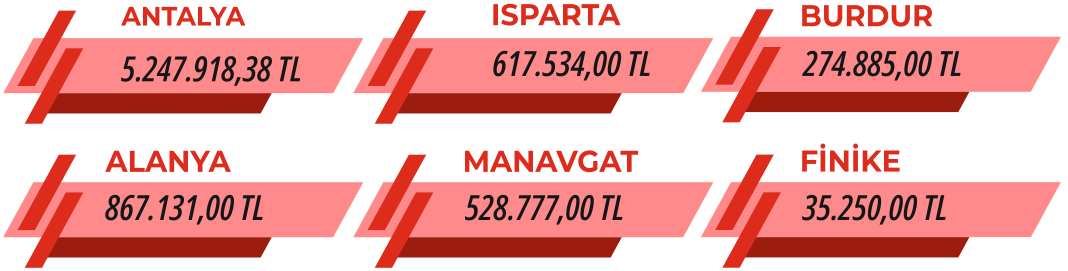 ANTALYA
5.247.918,38 TL
ISPARTA
617.534,00 TL
BURDUR
274.885,00 TL
ALANYA
867.131,00 TL
MANAVGAT
528.777,00 TL
FİNİKE
35.250,00 TL